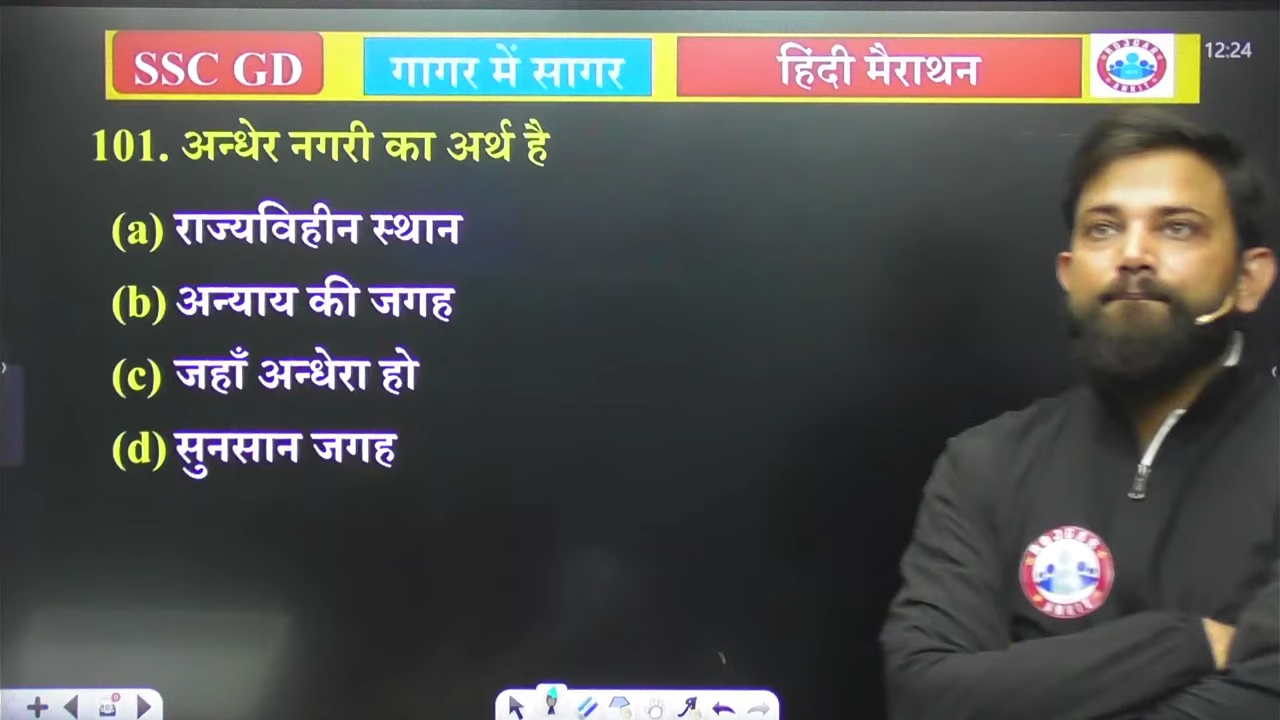 SSC GD
गागर में सागर
हिंदी मैराथन
12:24
101. अन्धेर नगरी का अर्थ है
(a) राज्यविहीन स्थान
(b) अन्याय की जगह
(c) जहाँ अन्धेरा हो
(d) सुनसान जगह